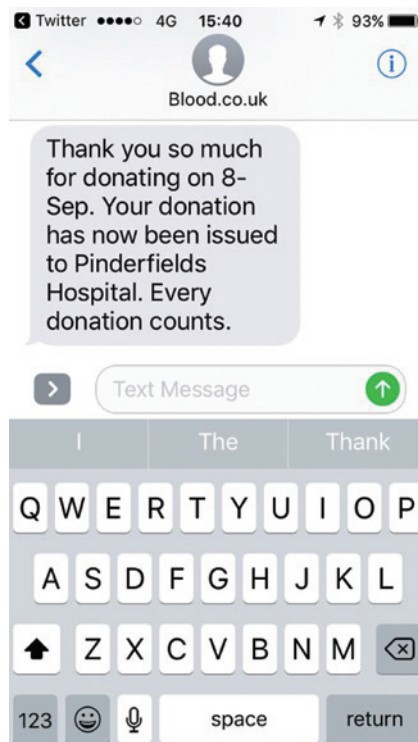 Twitter 4G 15:40 93%
Blood.co.uk
Thank you so much
for donating on 8-
Sep. Your donation
has now been issued
to Pinderfields
Hospital. Every
donation counts.
Text Message
I The Thank
Q W E R T Y U I O P
A S D F G H J K L
Z X C V B N M
123 space return